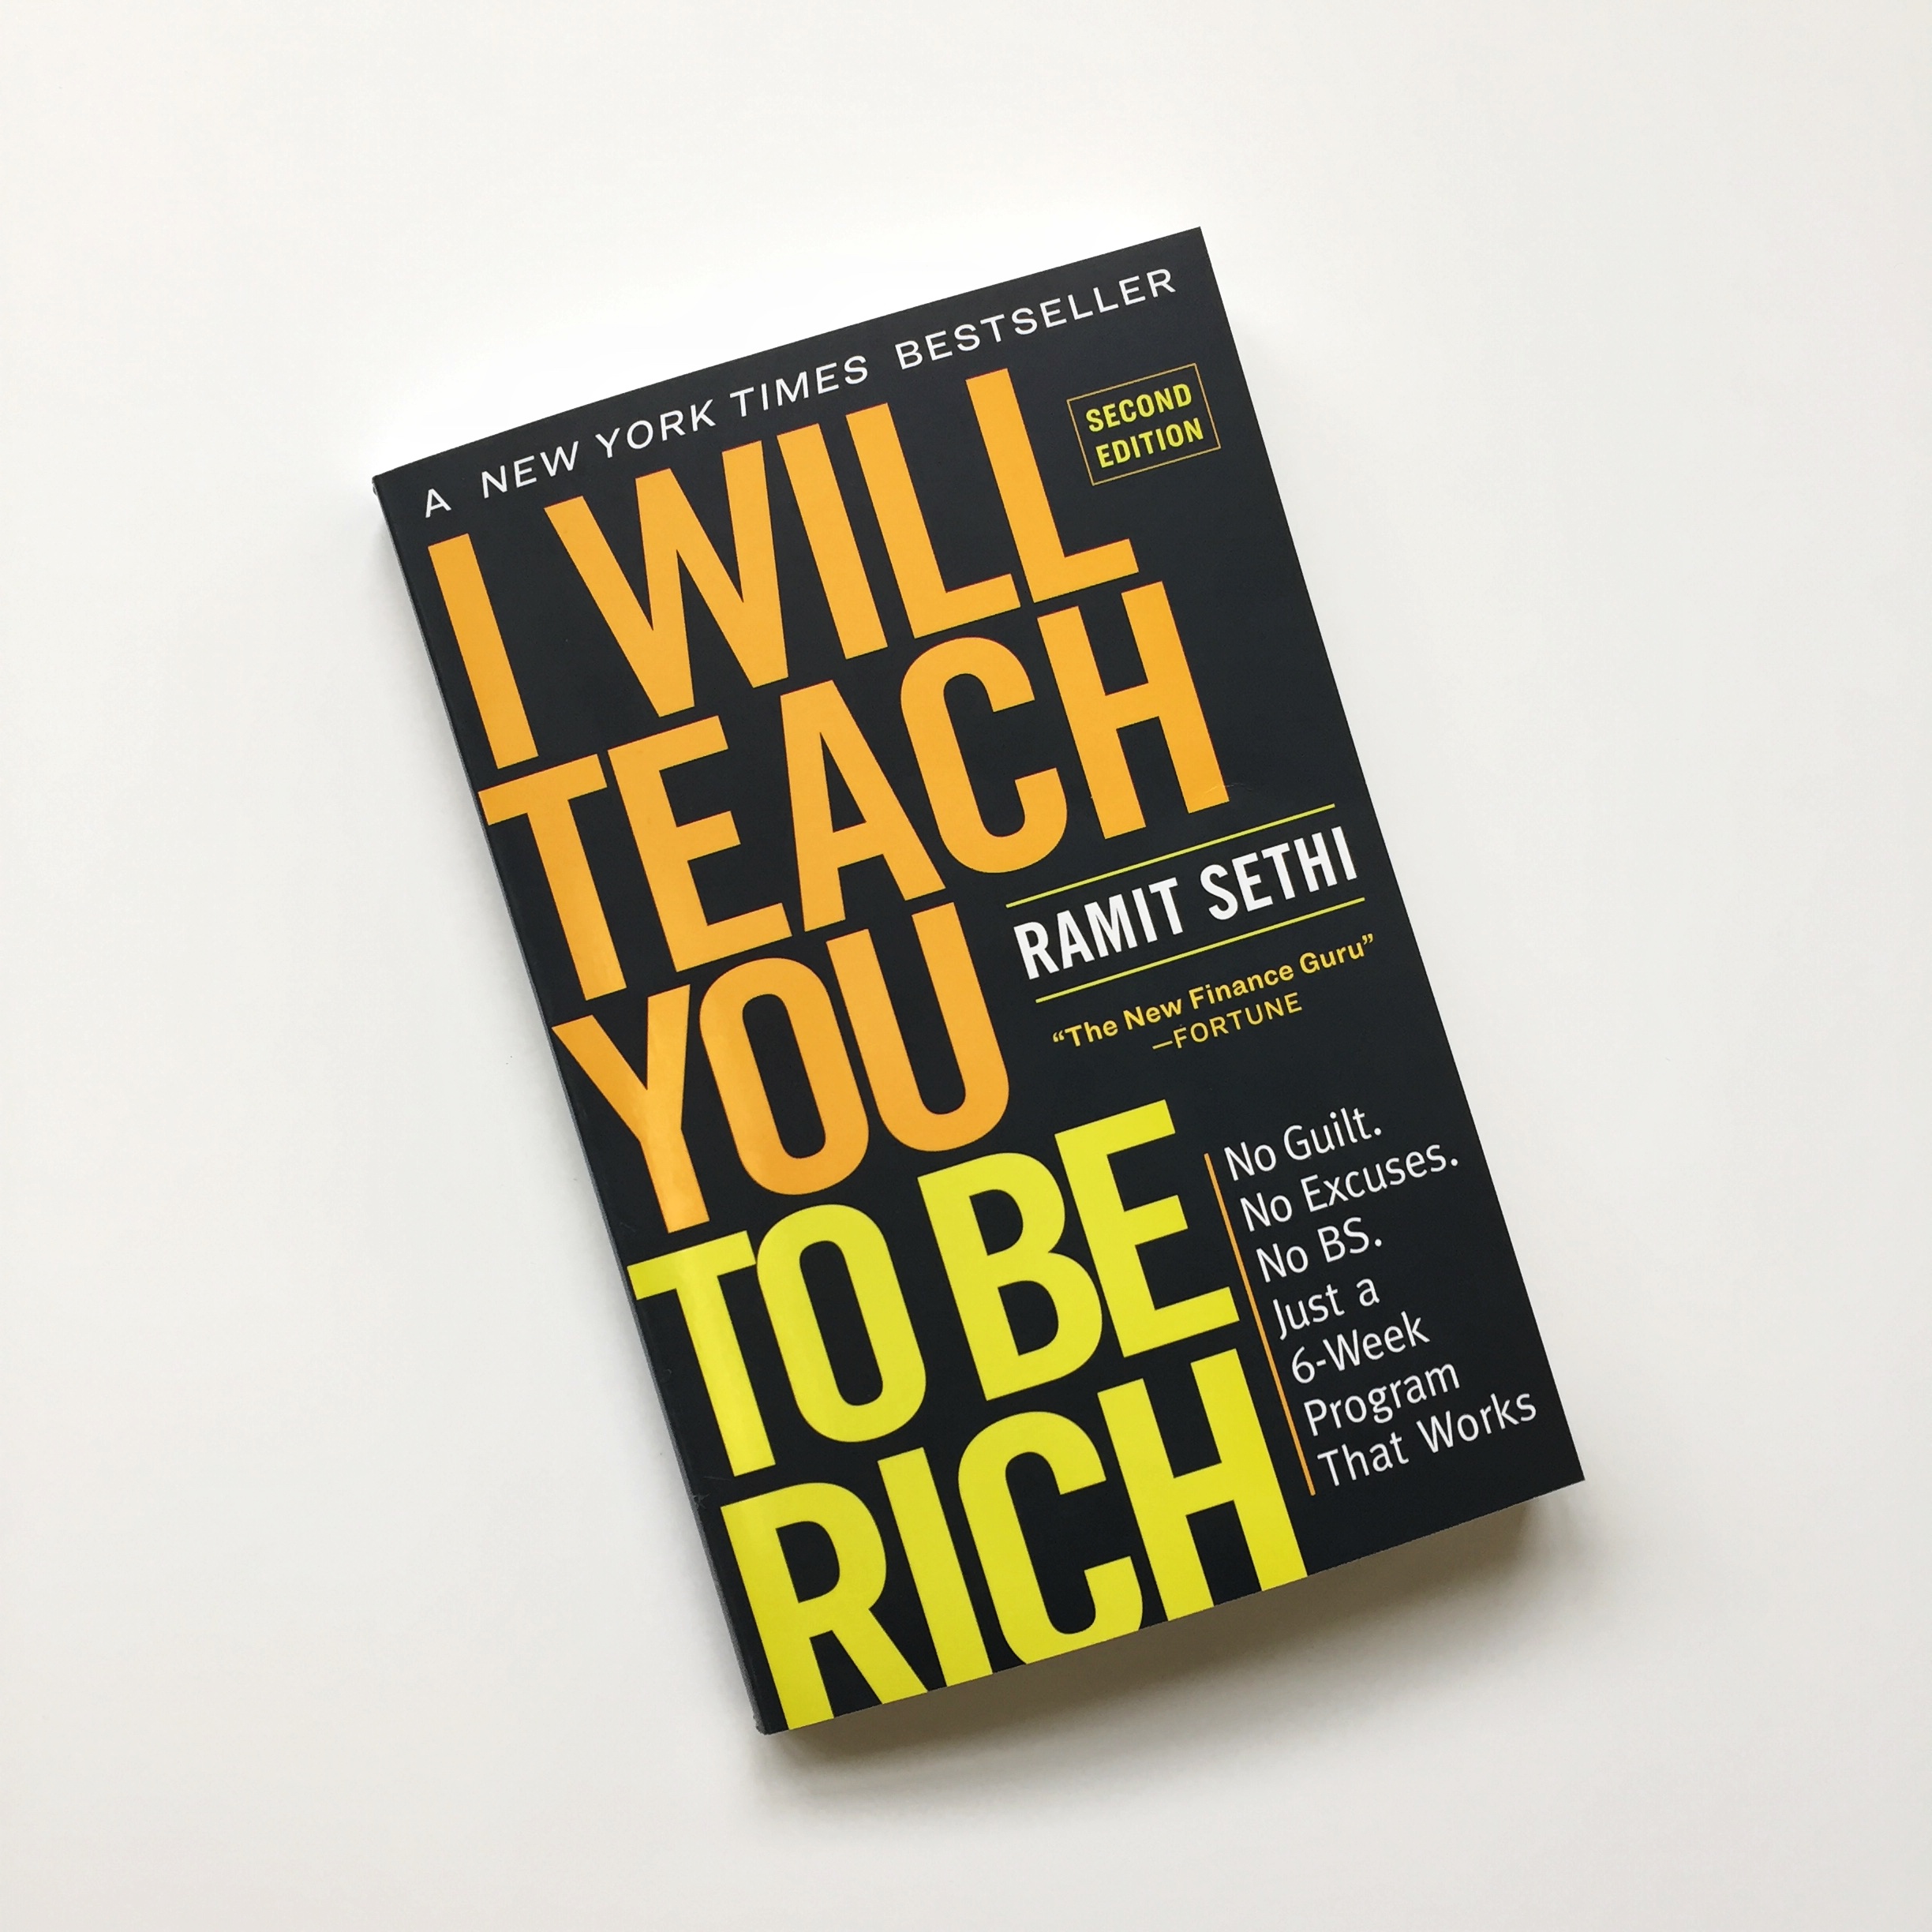 A NEW YORK TIMES BESTSELLER
SECOND
EDITION
I WILL
TEACH
YOU
TO BE
RICH
RAMIT SETHI
“The New Finance Guru”
—FORTUNE
No Guilt.
No Excuses.
No BS.
Just a
6-Week
Program
That Works